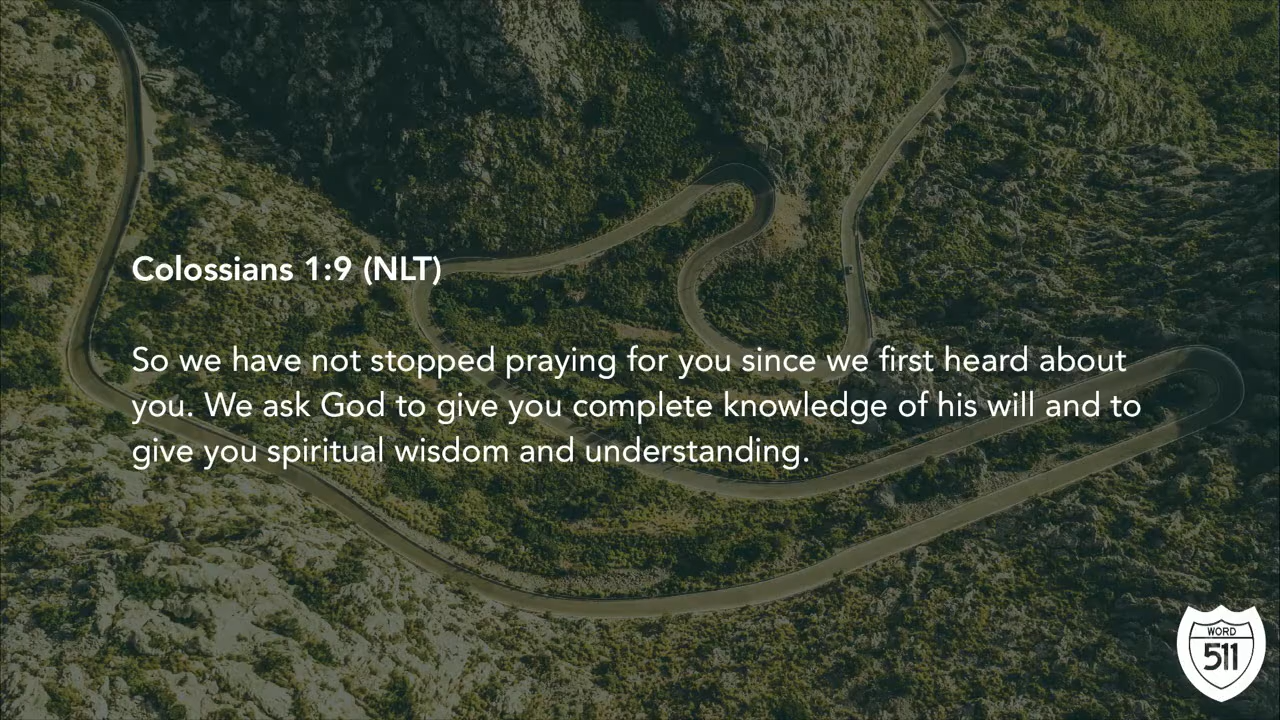 Colossians 1:9 (NLT)
So we have not stopped praying for you since we first heard about
you. We ask God to give you complete knowledge of his will and to
give you spiritual wisdom and understanding.
WORD
511